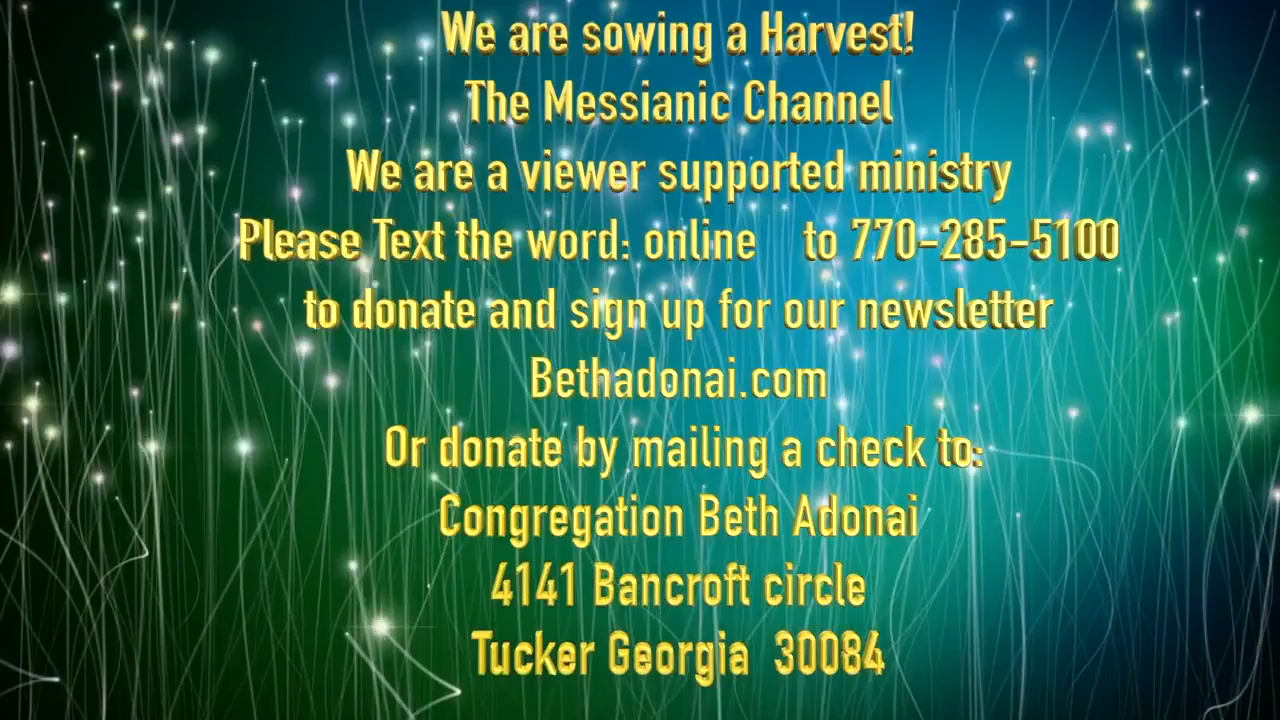 We are sowing a Harvest!
The Messianic Channel
We are a viewer supported ministry
Please Text the word: online to 770-285-5100
to donate and sign up for our newsletter
Bethadonai.com
Or donate by mailing a check to:
Congregation Beth Adonai
4141 Bancroft circle
Tucker Georgia 30084